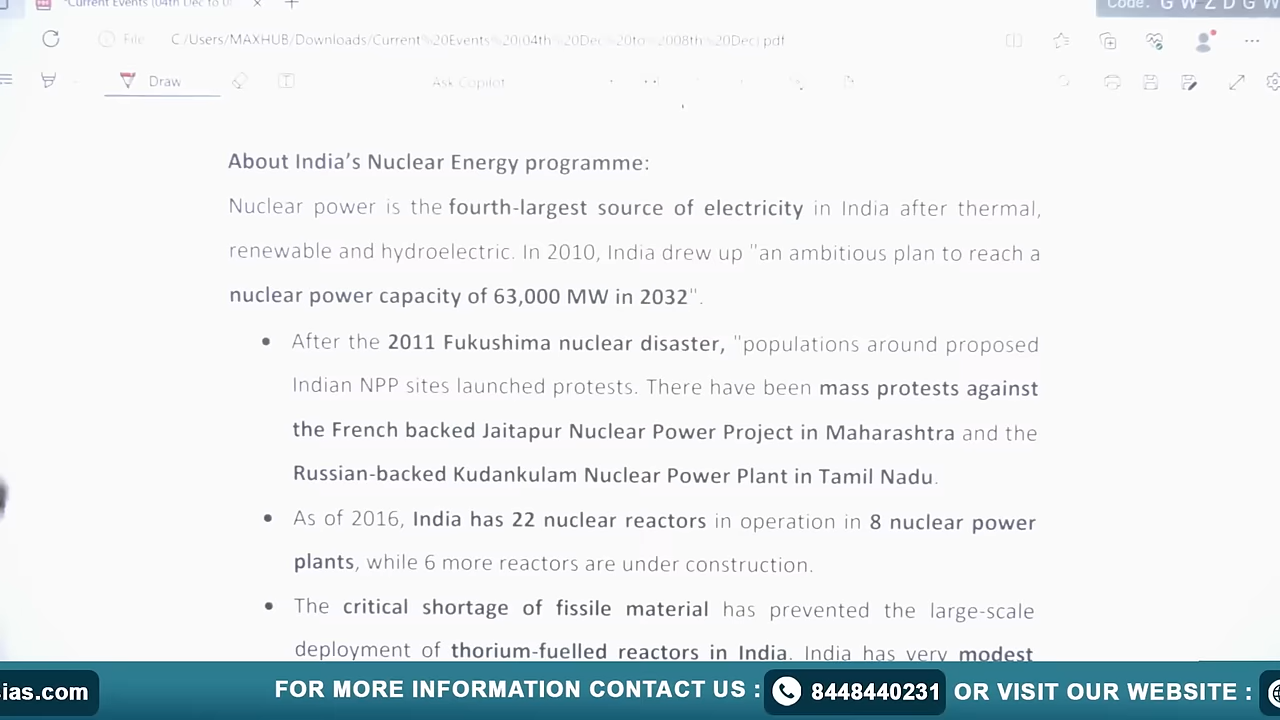 Current Events (04th Dec to 0
Code: G W Z D G W
File C:/Users/MAXHUB/Downloads/Current%20Events%20(04th%20Dec%20to%2008th%20Dec).pdf
Draw Ask Copilot
About India's Nuclear Energy programme:
Nuclear power is the fourth-largest source of electricity in India after thermal,
renewable and hydroelectric. In 2010, India drew up "an ambitious plan to reach a
nuclear power capacity of 63,000 MW in 2032".
• After the 2011 Fukushima nuclear disaster, "populations around proposed
Indian NPP sites launched protests. There have been mass protests against
the French backed Jaitapur Nuclear Power Project in Maharashtra and the
Russian-backed Kudankulam Nuclear Power Plant in Tamil Nadu.
• As of 2016, India has 22 nuclear reactors in operation in 8 nuclear power
plants, while 6 more reactors are under construction.
• The critical shortage of fissile material has prevented the large-scale
deployment of thorium-fuelled reactors in India. India has very modest
sias.com FOR MORE INFORMATION CONTACT US : 8448440231 OR VISIT OUR WEBSITE :